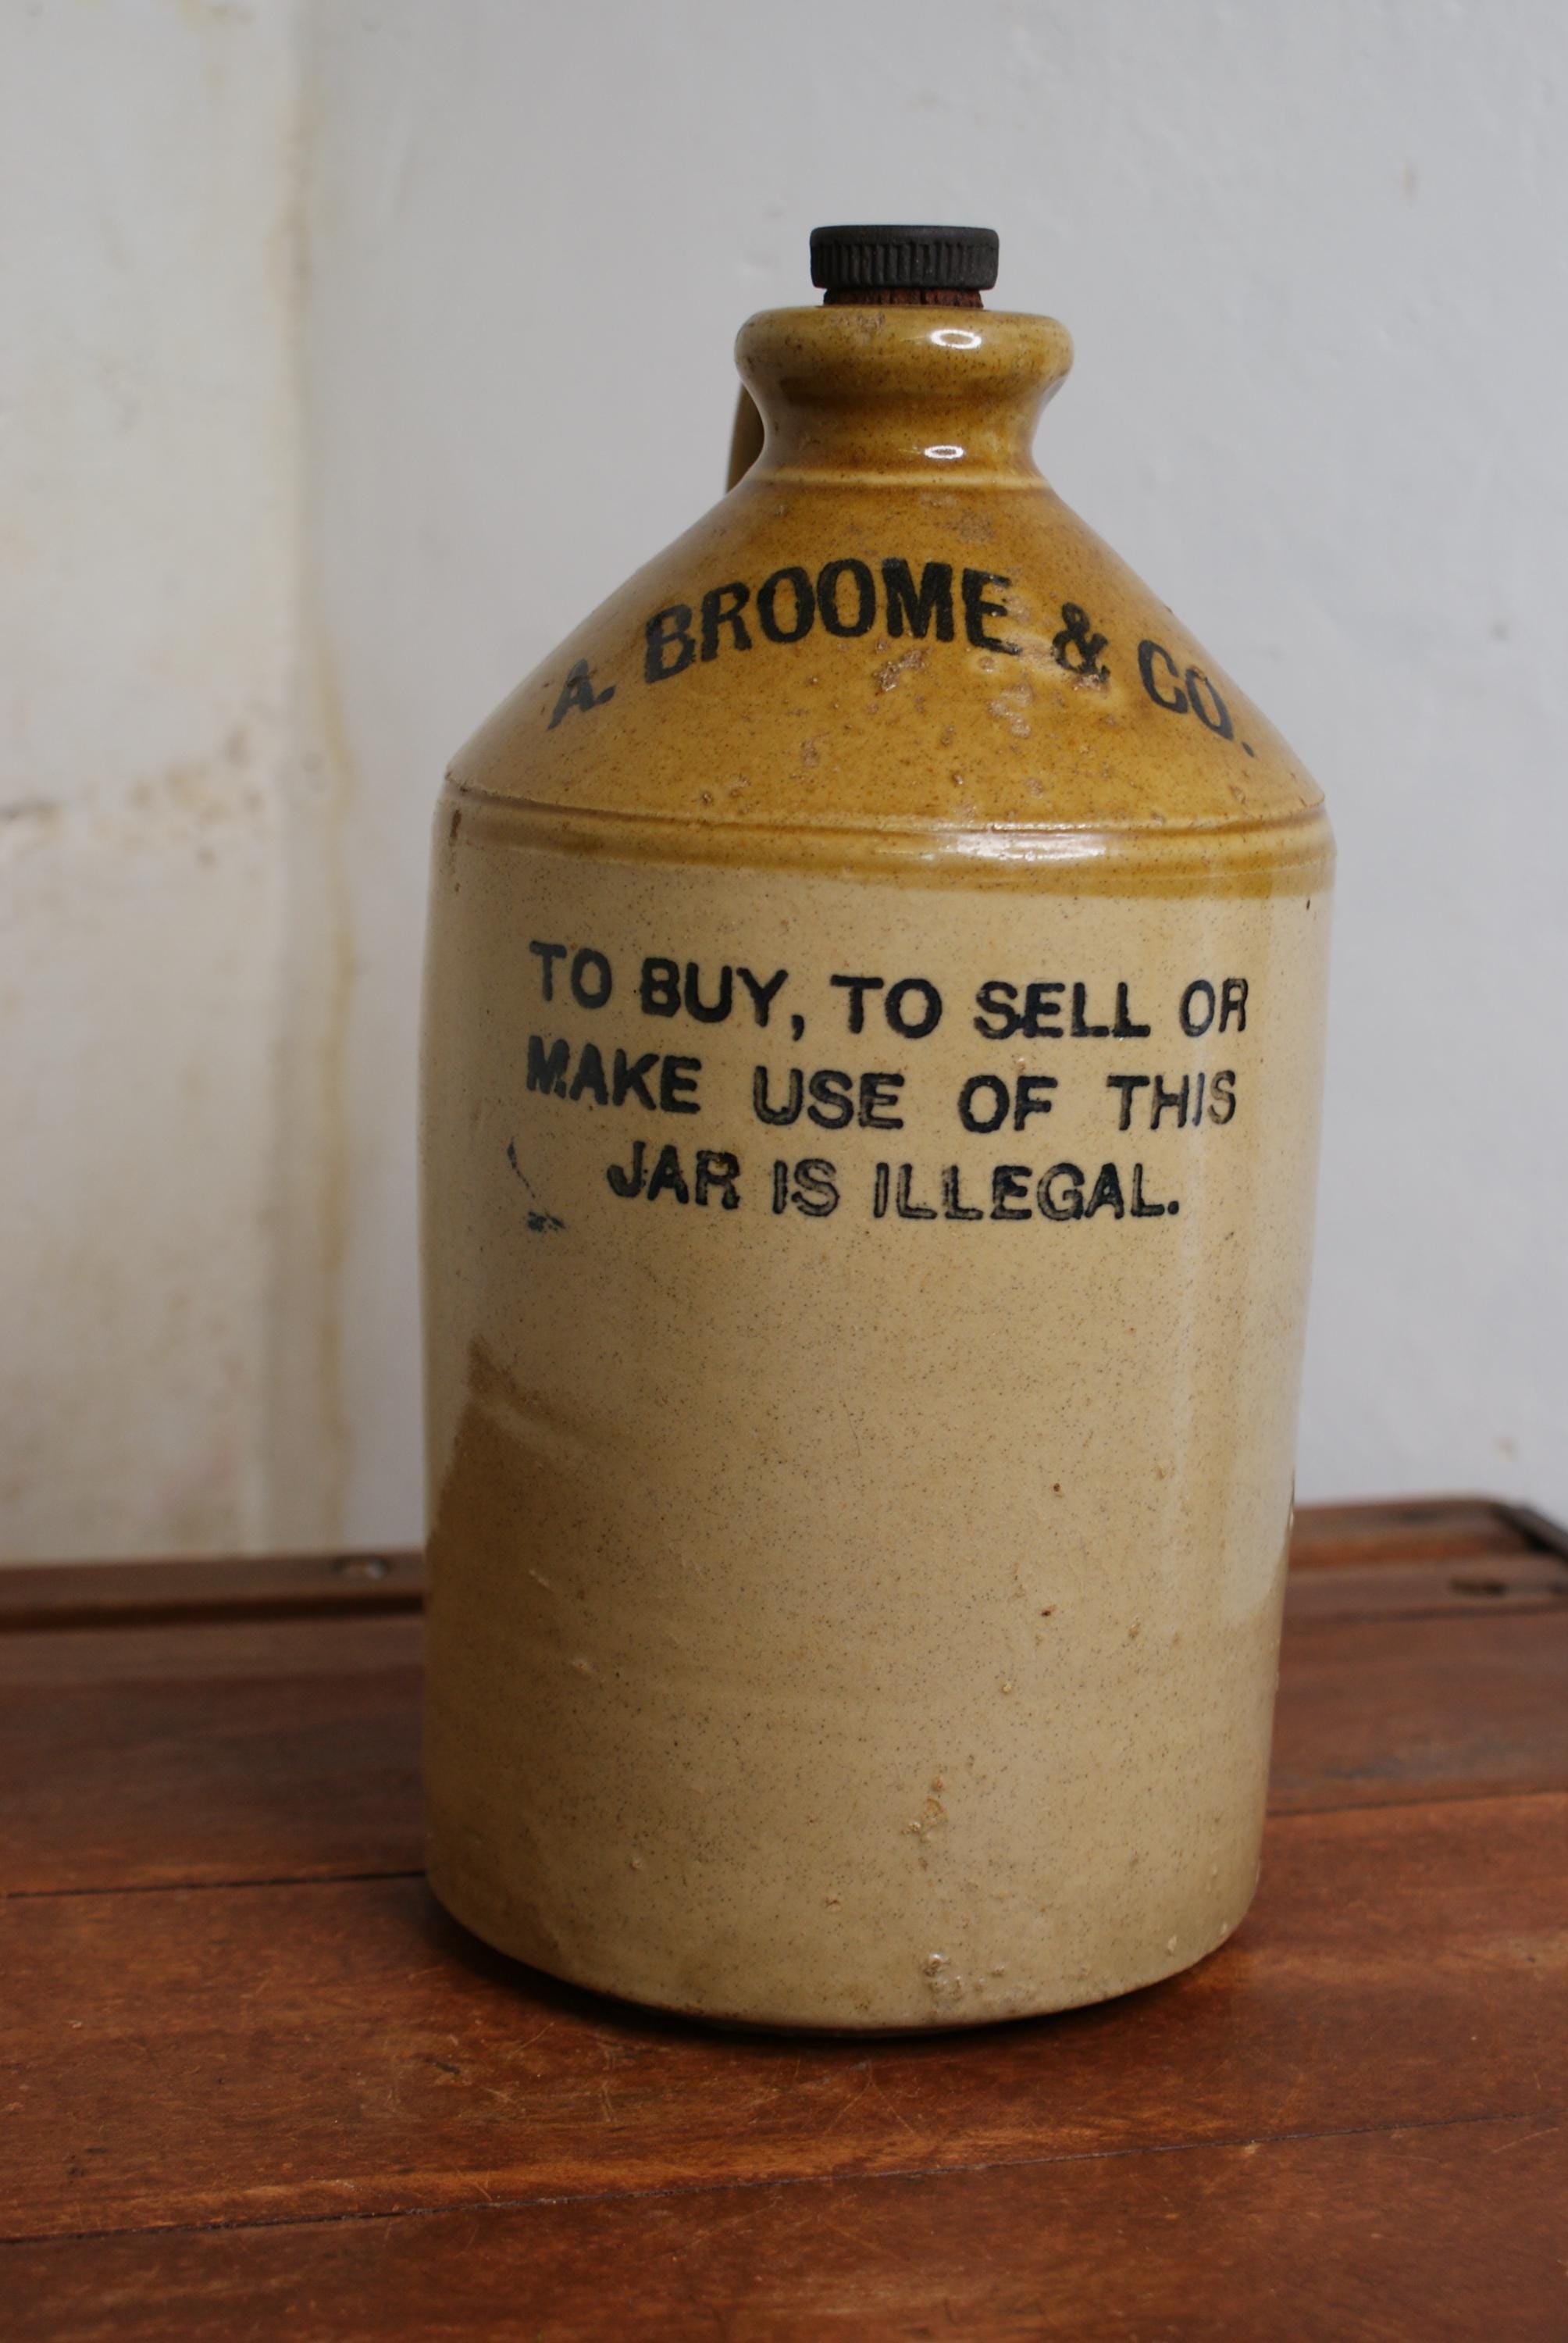 A. BROOME & CO.
TO BUY, TO SELL OR
MAKE USE OF THIS
JAR IS ILLEGAL.